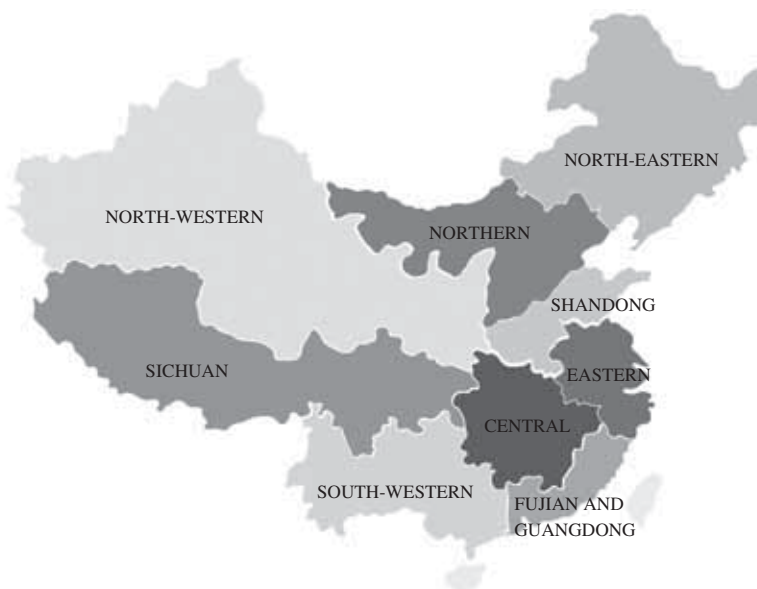 NORTH-EASTERN
NORTH-WESTERN
NORTHERN
SHANDONG
SICHUAN
EASTERN
CENTRAL
SOUTH-WESTERN
FUJIAN AND
GUANGDONG